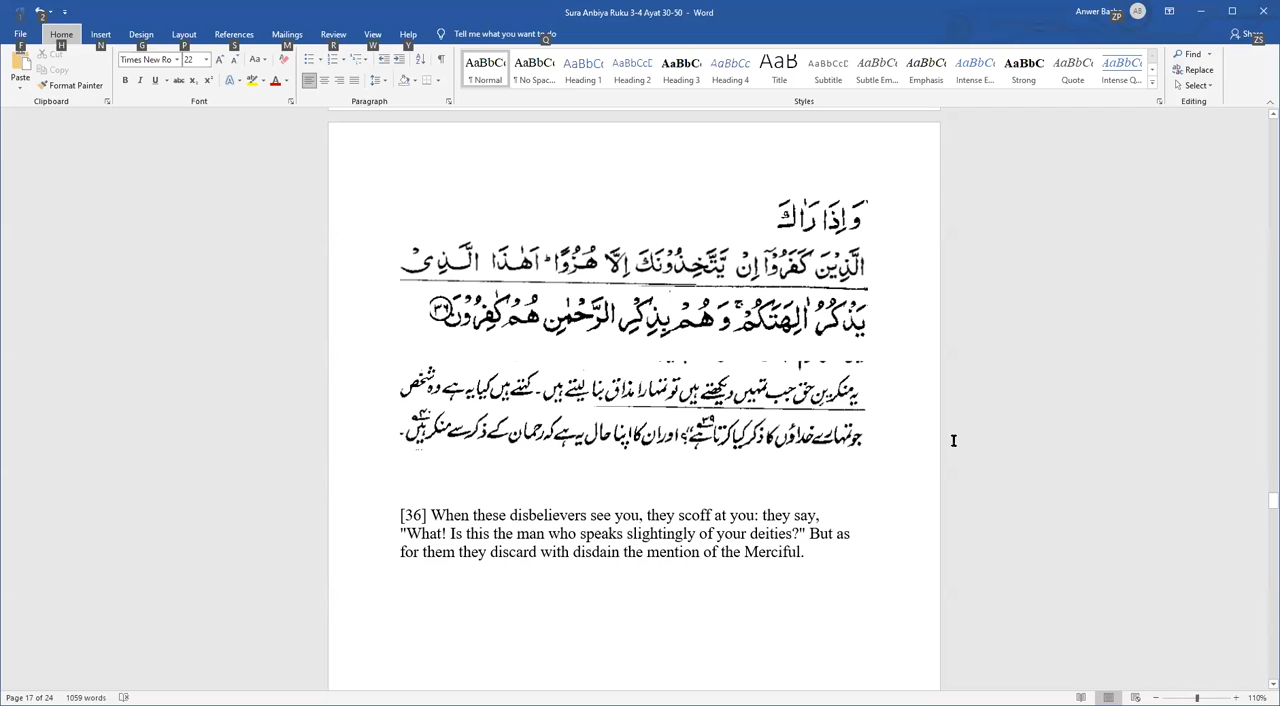 Sura Anbiya Ruku 3-4 Ayat 30-50 - Word
File Home Insert Design Layout References Mailings Review View Help Tell me what you want to do
Share
Cut
Copy
Paste
Format Painter
Times New Ro 22
Normal No Spac... Heading 1 Heading 2 Heading 3 Heading 4 Title Subtitle Subtle Em... Emphasis Intense E... Strong Quote Intense Q...
Find
Replace
Select
Clipboard Font Paragraph Styles Editing
وَاِذَا رَاٰكَ
الَّذِيْنَ كَفَرُوْٓا اِنْ يَّتَّخِذُوْنَكَ اِلَّا هُزُوًا ؕ اَهٰذَا الَّذِىْ
يَذْكُرُ اٰلِهَتَكُمْ ۚ وَهُمْ بِذِكْرِ الرَّحْمٰنِ هُمْ كٰفِرُوْنَ ﴿۳۶﴾
یہ منکرینِ حق جب تمہیں دیکھتے ہیں تو تمہارا مذاق بنا لیتے ہیں۔ کہتے ہیں کیا یہ ہے وہ شخص
جو تمہارے خداؤں کا ذکر کیا کرتا ہے؟" اور ان کا اپنا حال یہ ہے کہ رحمان کے ذکر سے منکر ہیں۔
[36] When these disbelievers see you, they scoff at you: they say,
"What! Is this the man who speaks slightingly of your deities?" But as
for them they discard with disdain the mention of the Merciful.
Page 17 of 24 1059 words 110%